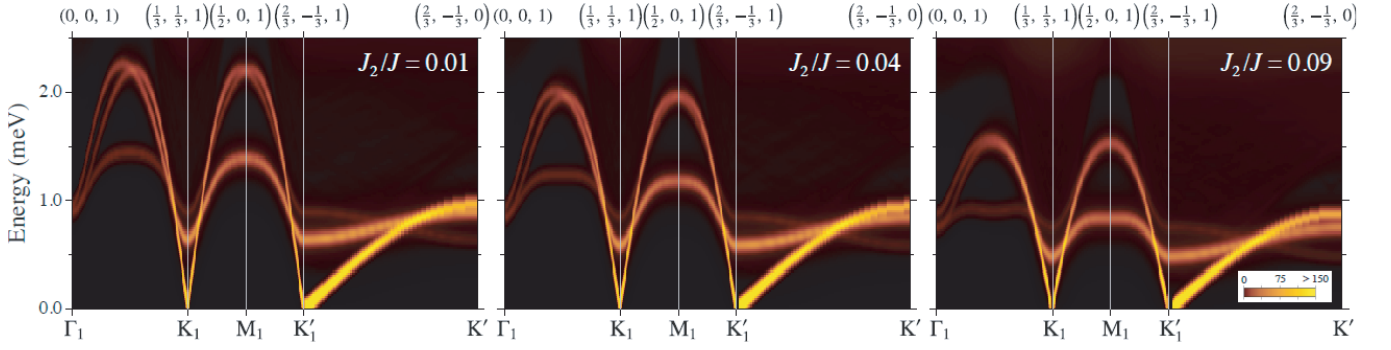 (0, 0, 1) (1/3, 1/3, 1) (1/2, 0, 1) (2/3, -1/3, 1) (2/3, -1/3, 0) (1/3, 1/3, 1) (1/2, 0, 1) (2/3, -1/3, 1) (2/3, -1/3, 0) (0, 0, 1) (1/3, 1/3, 1) (1/2, 0, 1) (2/3, -1/3, 1) (2/3, -1/3, 0)
J₂/J = 0.01 J₂/J = 0.04 J₂/J = 0.09
Energy (meV)
2.0
1.0
0.0
0 75 > 150
Γ₁ K₁ M₁ K′₁ K′ Γ₁ K₁ M₁ K′₁ K′ Γ₁ K₁ M₁ K′₁ K′